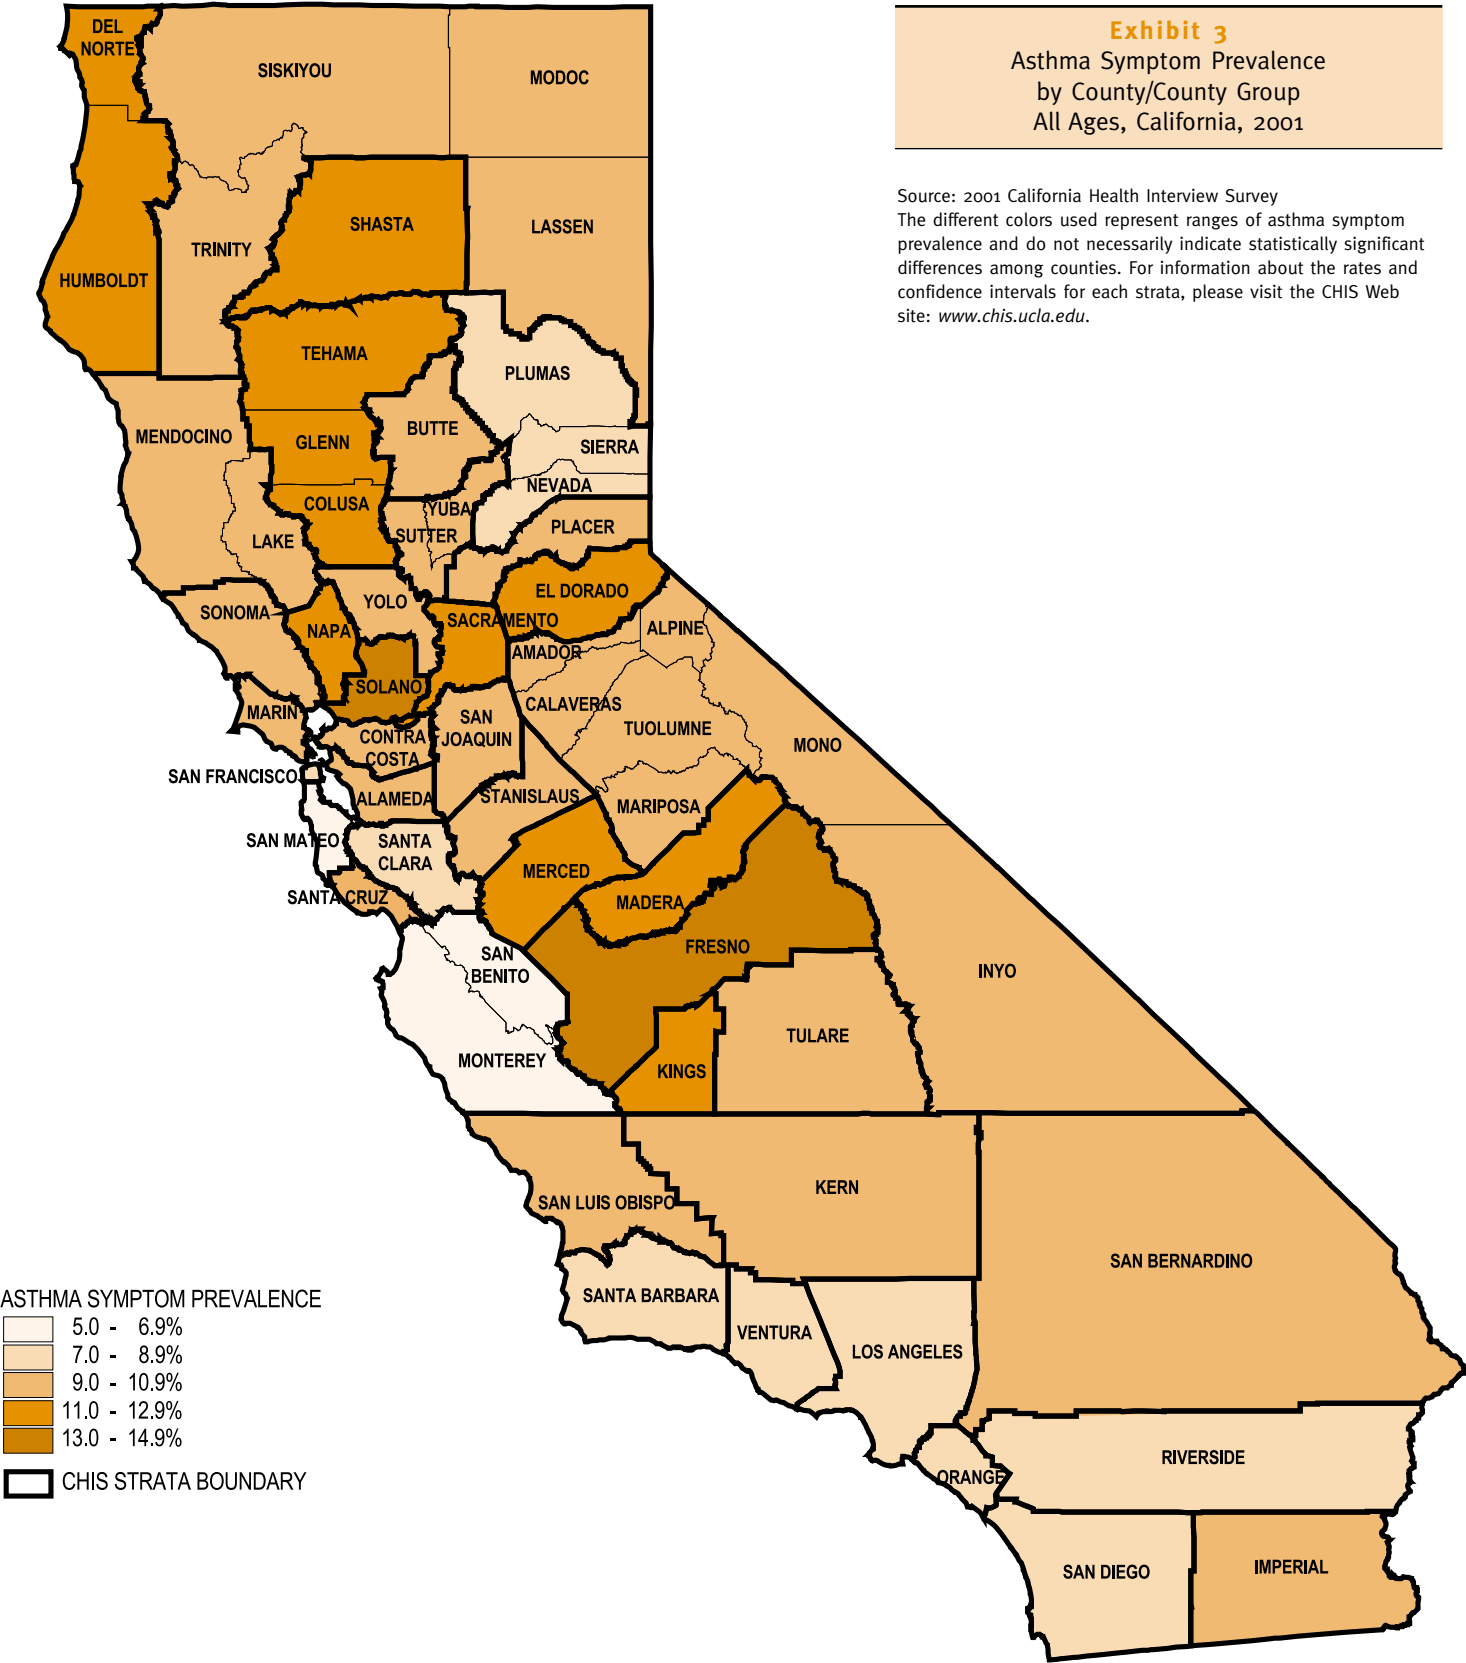 Exhibit 3
Asthma Symptom Prevalence
by County/County Group
All Ages, California, 2001
Source: 2001 California Health Interview Survey
The different colors used represent ranges of asthma symptom
prevalence and do not necessarily indicate statistically significant
differences among counties. For information about the rates and
confidence intervals for each strata, please visit the CHIS Web
site: www.chis.ucla.edu.
DEL
NORTE
SISKIYOU
MODOC
SHASTA
LASSEN
TRINITY
HUMBOLDT
TEHAMA
PLUMAS
BUTTE
MENDOCINO
GLENN
SIERRA
NEVADA
COLUSA
YUBA
PLACER
SUTTER
LAKE
EL DORADO
YOLO
SONOMA
SACRAMENTO
NAPA
ALPINE
AMADOR
SOLANO
CALAVERAS
MARIN
SAN
JOAQUIN
TUOLUMNE
CONTRA
COSTA
MONO
SAN FRANCISCO
ALAMEDA
STANISLAUS
MARIPOSA
SAN MATEO
SANTA
CLARA
MERCED
SANTA CRUZ
MADERA
FRESNO
SAN
BENITO
INYO
TULARE
MONTEREY
KINGS
KERN
SAN LUIS OBISPO
SAN BERNARDINO
SANTA BARBARA
VENTURA
LOS ANGELES
RIVERSIDE
ORANGE
SAN DIEGO
IMPERIAL
ASTHMA SYMPTOM PREVALENCE
5.0 - 6.9%
7.0 - 8.9%
9.0 - 10.9%
11.0 - 12.9%
13.0 - 14.9%
CHIS STRATA BOUNDARY